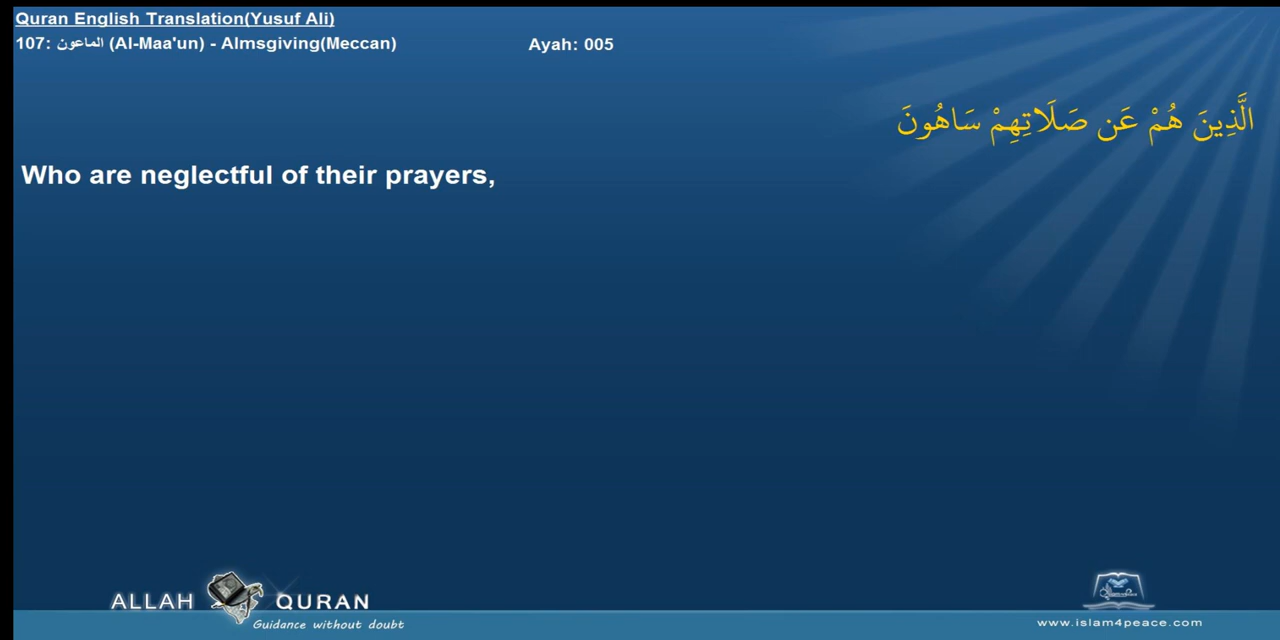 Quran English Translation(Yusuf Ali)
107: الماعون (Al-Maa'un) - Almsgiving(Meccan)
Ayah: 005
الَّذِينَ هُمْ عَن صَلَاتِهِمْ سَاهُونَ
Who are neglectful of their prayers,
ALLAH QURAN
Guidance without doubt
www.islam4peace.com